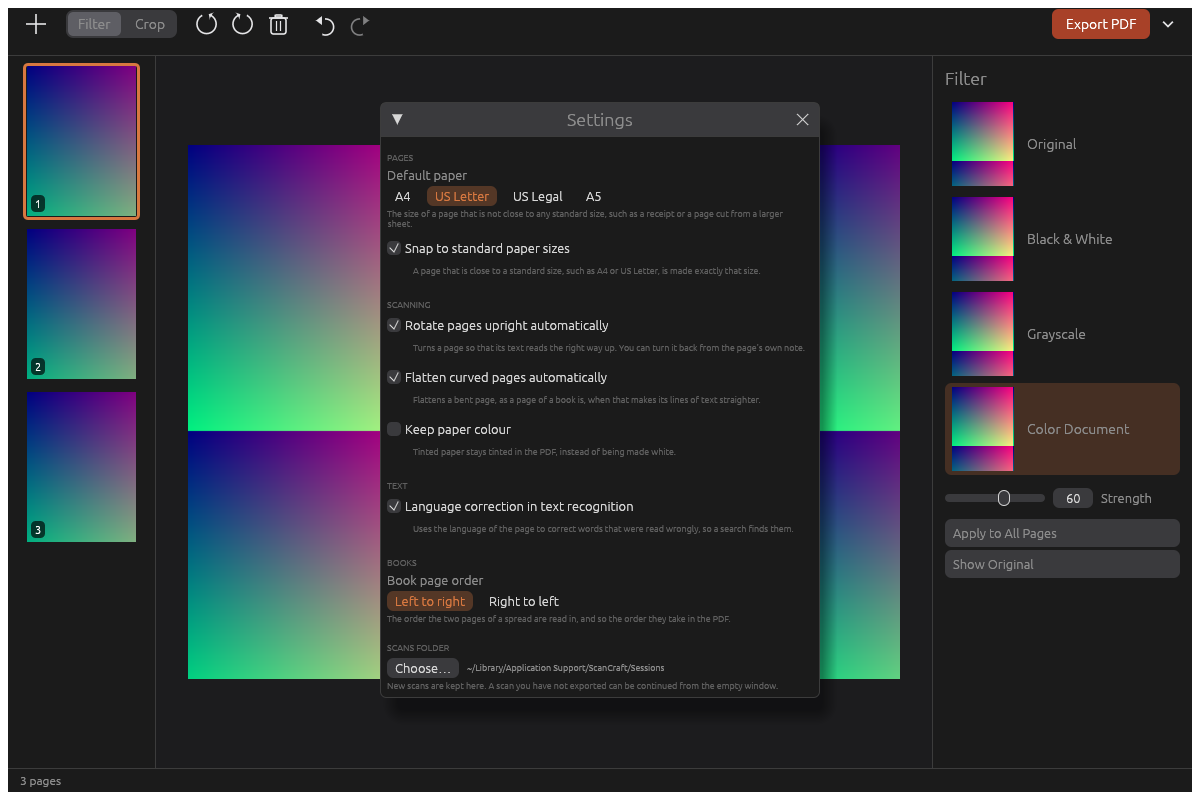 Filter Crop Export PDF
Settings
PAGES
Default paper
A4 US Letter US Legal A5
The size of a page that is not close to any standard size, such as a receipt or a page cut from a larger
sheet.
Snap to standard paper sizes
A page that is close to a standard size, such as A4 or US Letter, is made exactly that size.
SCANNING
Rotate pages upright automatically
Turns a page so that its text reads the right way up. You can turn it back from the page's own note.
Flatten curved pages automatically
Flattens a bent page, as a page of a book is, when that makes its lines of text straighter.
Keep paper colour
Tinted paper stays tinted in the PDF, instead of being made white.
TEXT
Language correction in text recognition
Uses the language of the page to correct words that were read wrongly, so a search finds them.
BOOKS
Book page order
Left to right Right to left
The order the two pages of a spread are read in, and so the order they take in the PDF.
SCANS FOLDER
Choose... ~/Library/Application Support/ScanCraft/Sessions
New scans are kept here. A scan you have not exported can be continued from the empty window.
1
2
3
Filter
Original
Black & White
Grayscale
Color Document
60 Strength
Apply to All Pages
Show Original
3 pages